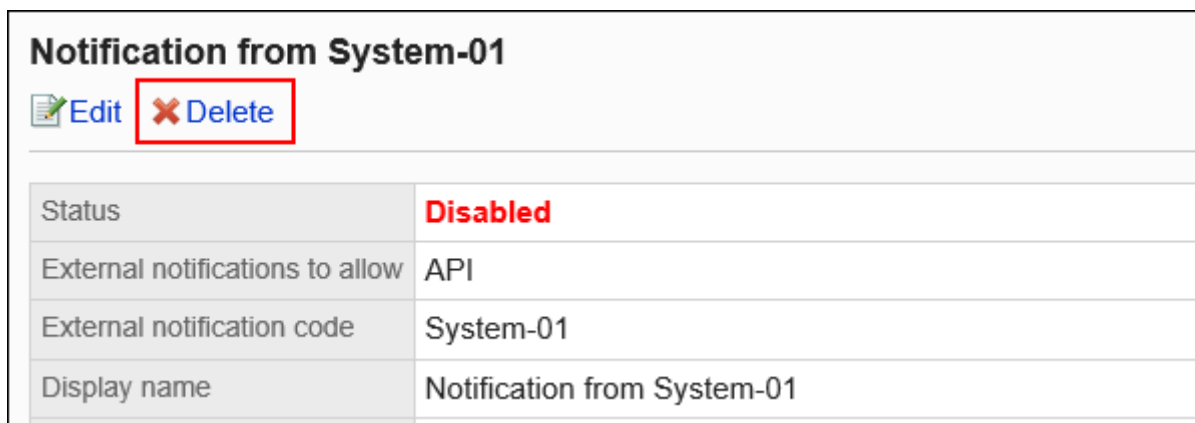 Notification from System-01
Edit Delete
Status Disabled
External notifications to allow API
External notification code System-01
Display name Notification from System-01